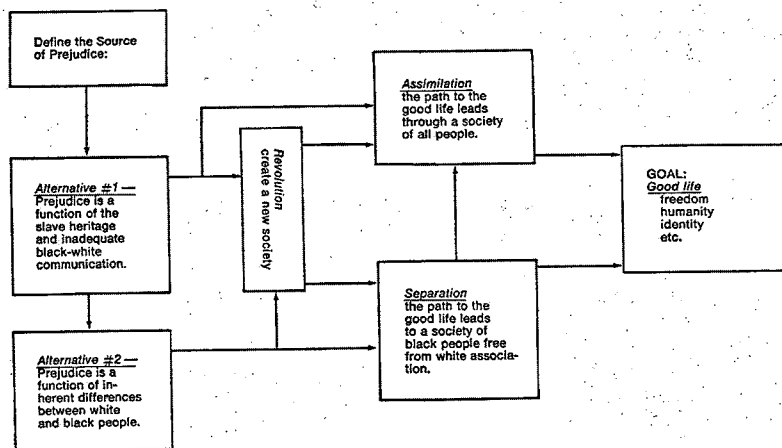 Define the Source
of Prejudice:
Alternative #1—
Prejudice is a
function of the
slave heritage
and inadequate
black-white
communication.
Alternative #2—
Prejudice is a
function of in-
herent differences
between white
and black people.
Revolution
create a new society
Assimilation
the path to the
good life leads
through a society
of all people.
Separation
the path to the
good life leads
to a society of
black people free
from white associa-
tion.
GOAL:
Good life
freedom
humanity
identity
etc.